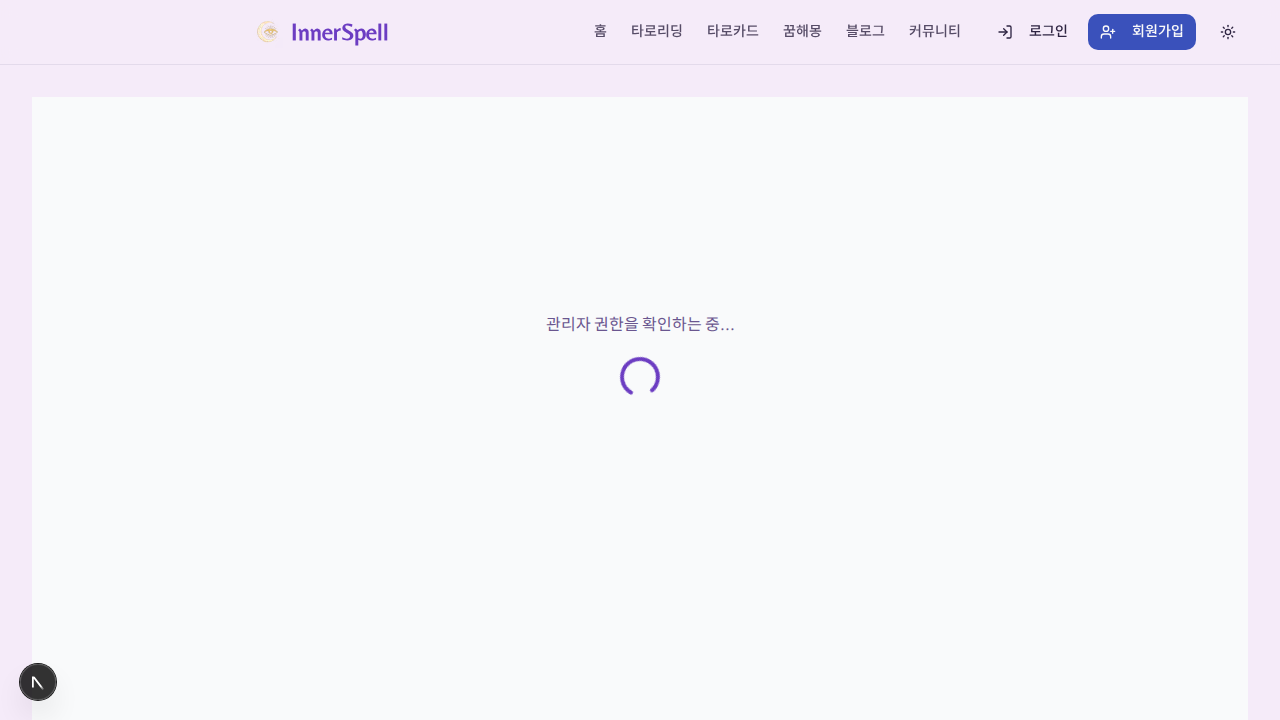 InnerSpell
홈
타로리딩
타로카드
꿈해몽
블로그
커뮤니티
로그인
회원가입
관리자 권한을 확인하는 중...